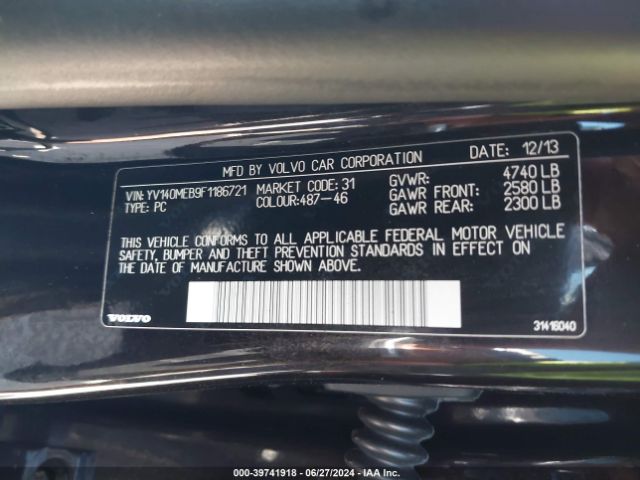 MFD BY VOLVO CAR CORPORATION DATE: 12/13
VIN: YV140MEB9F1186721 MARKET CODE: 31 GVWR: 4740 LB
TYPE: PC COLOUR:487-46 GAWR FRONT: 2580 LB
GAWR REAR: 2300 LB
THIS VEHICLE CONFORMS TO ALL APPLICABLE FEDERAL MOTOR VEHICLE
SAFETY, BUMPER AND THEFT PREVENTION STANDARDS IN EFFECT ON
THE DATE OF MANUFACTURE SHOWN ABOVE.
VOLVO 31416040
000-39741918 - 06/27/2024 - IAA Inc.